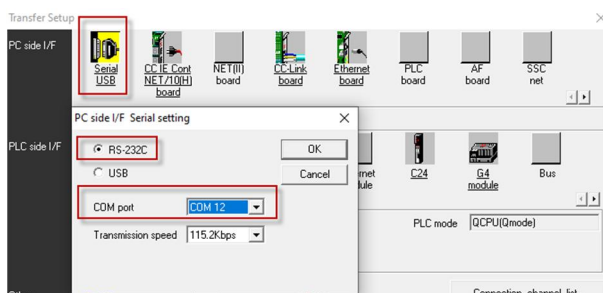 Transfer Setup
PC side I/F
Serial
USB
CC IE Cont
NET/10(H)
board
NET(II)
board
CC-Link
board
Ethernet
board
PLC
board
AF
board
SSC
net
PC side I/F Serial setting
RS-232C
OK
USB
Cancel
COM port
COM 12
Transmission speed
115.2Kbps
PLC side I/F
rnet
lule
C24
G4
module
Bus
PLC mode
QCPU(Qmode)